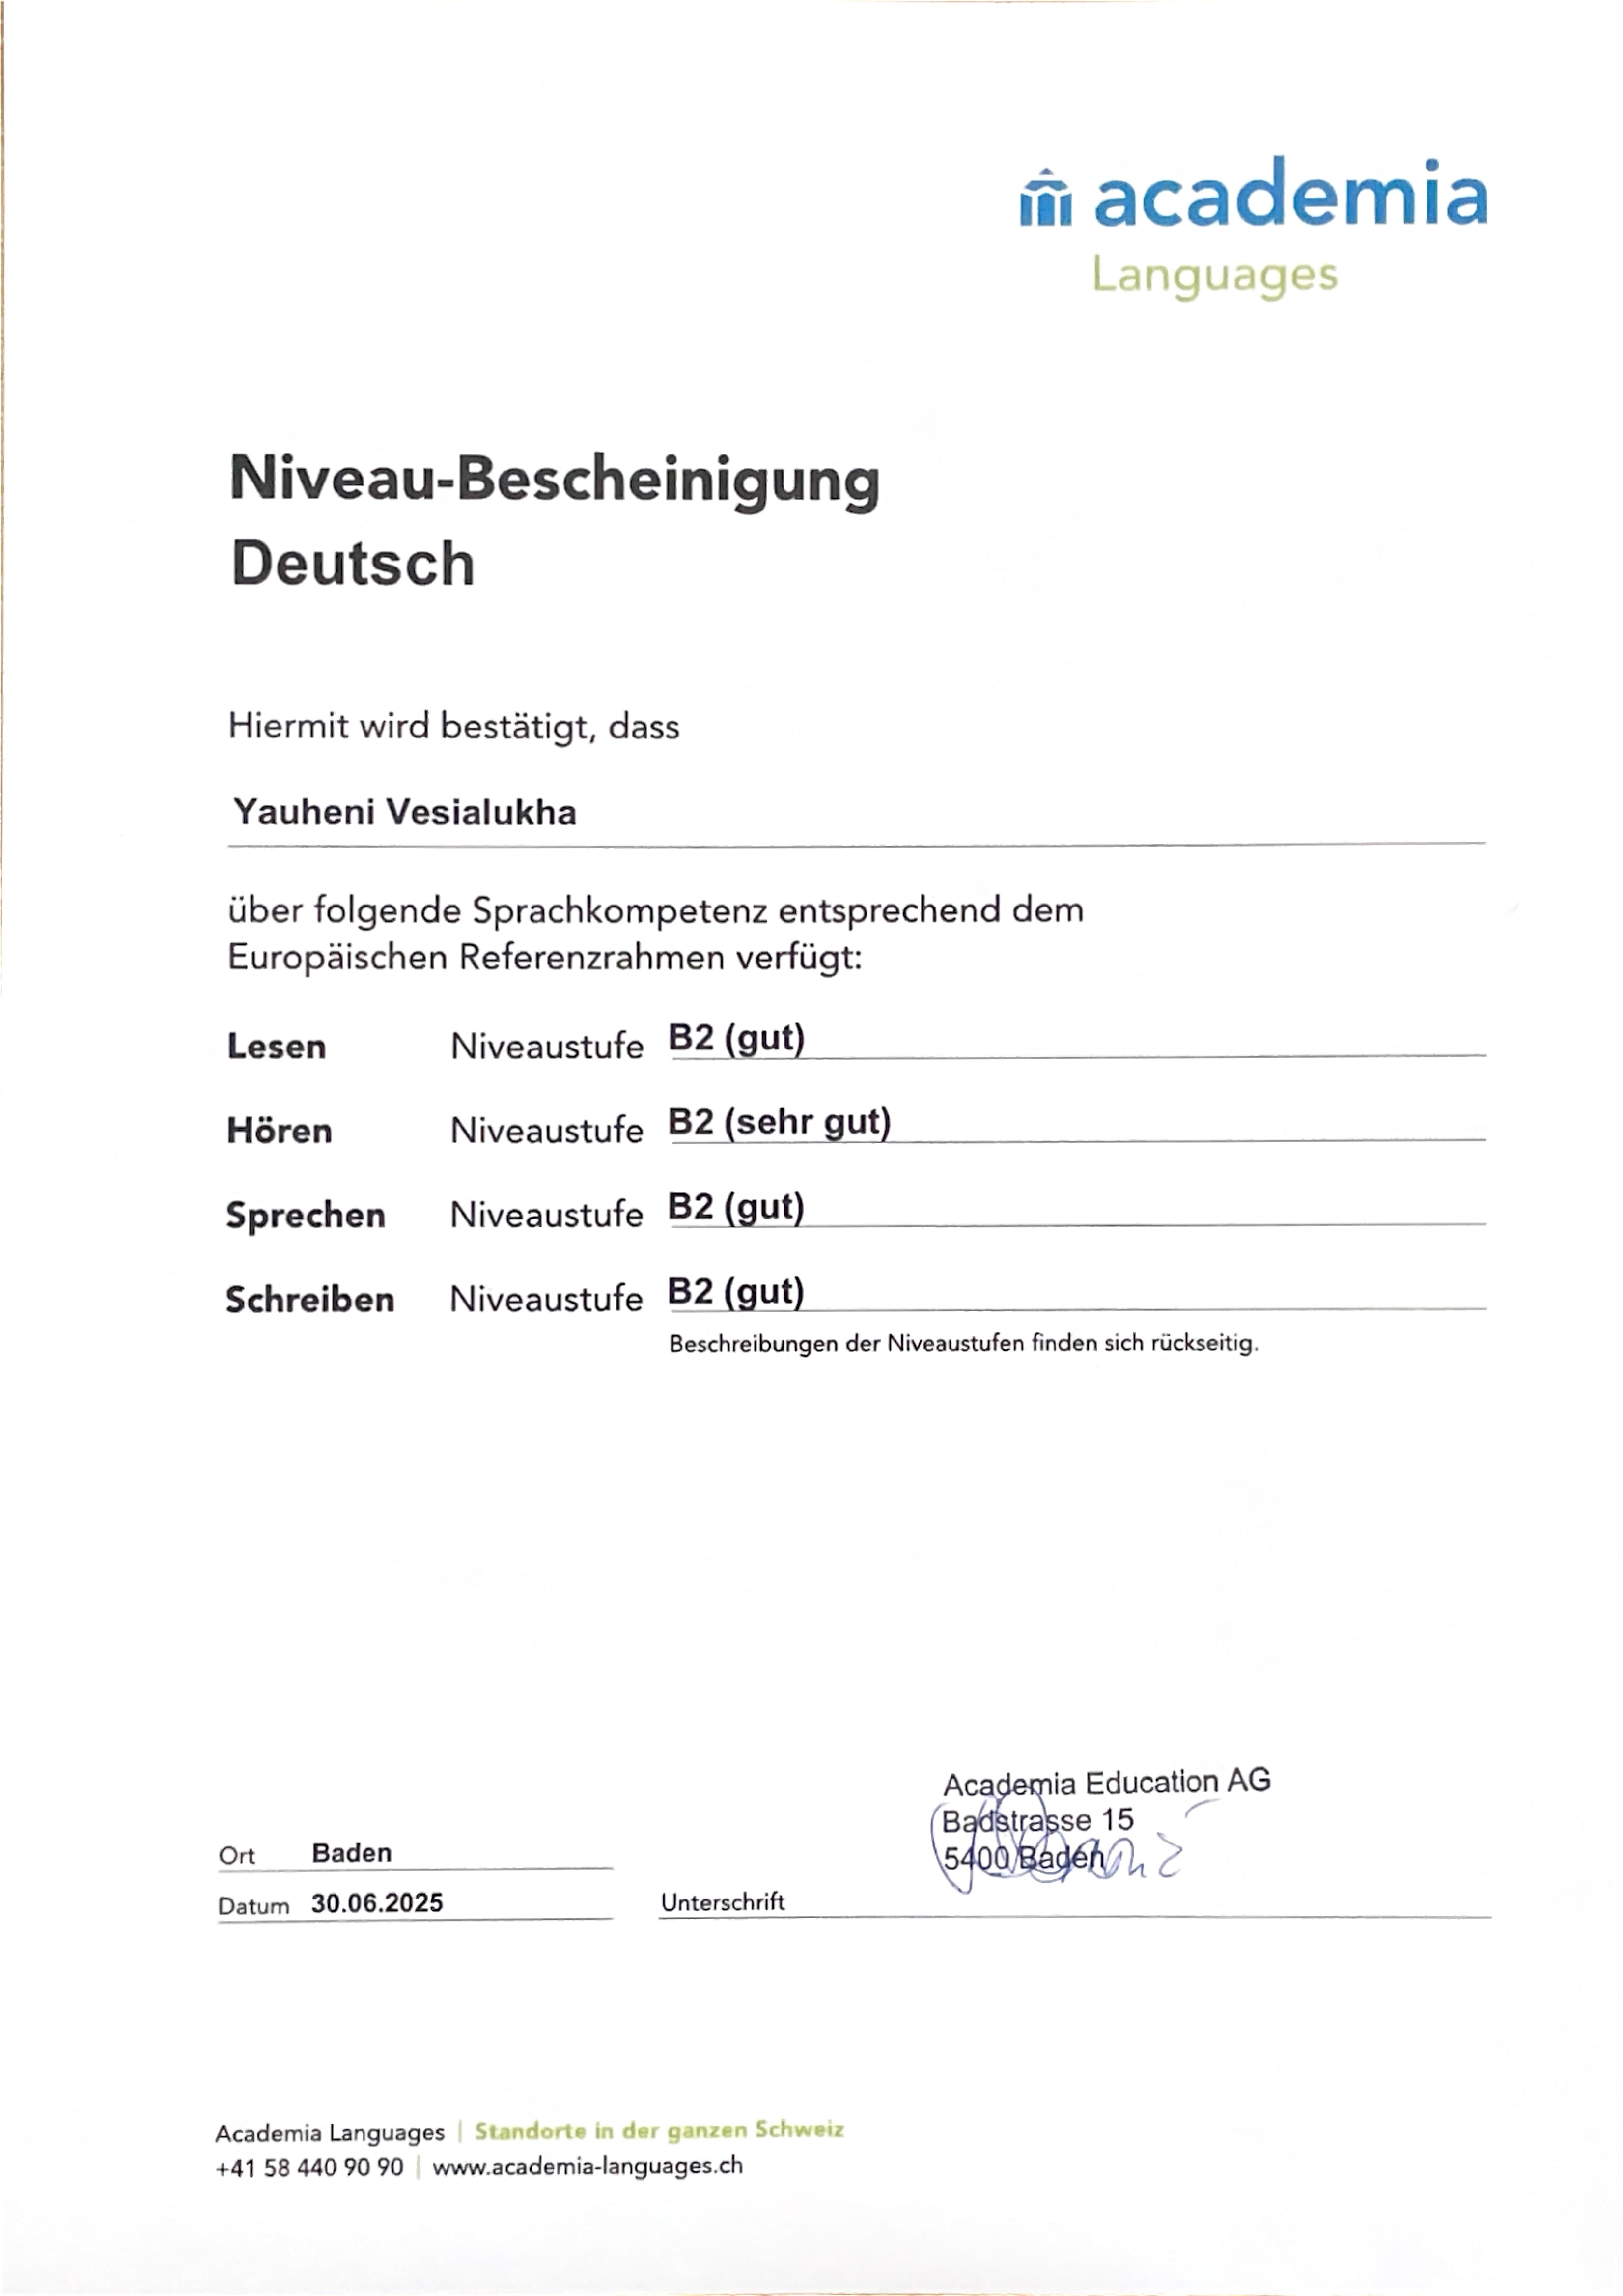 academia
Languages
Niveau-Bescheinigung
Deutsch
Hiermit wird bestätigt, dass
Yauheni Vesialukha
über folgende Sprachkompetenz entsprechend dem
Europäischen Referenzrahmen verfügt:
Lesen Niveaustufe B2 (gut)
Hören Niveaustufe B2 (sehr gut)
Sprechen Niveaustufe B2 (gut)
Schreiben Niveaustufe B2 (gut)
Beschreibungen der Niveaustufen finden sich rückseitig.
Academia Education AG
Badstrasse 15
5400 Baden
Ort Baden
Datum 30.06.2025
Unterschrift
Academia Languages | Standorte in der ganzen Schweiz
+41 58 440 90 90 | www.academia-languages.ch